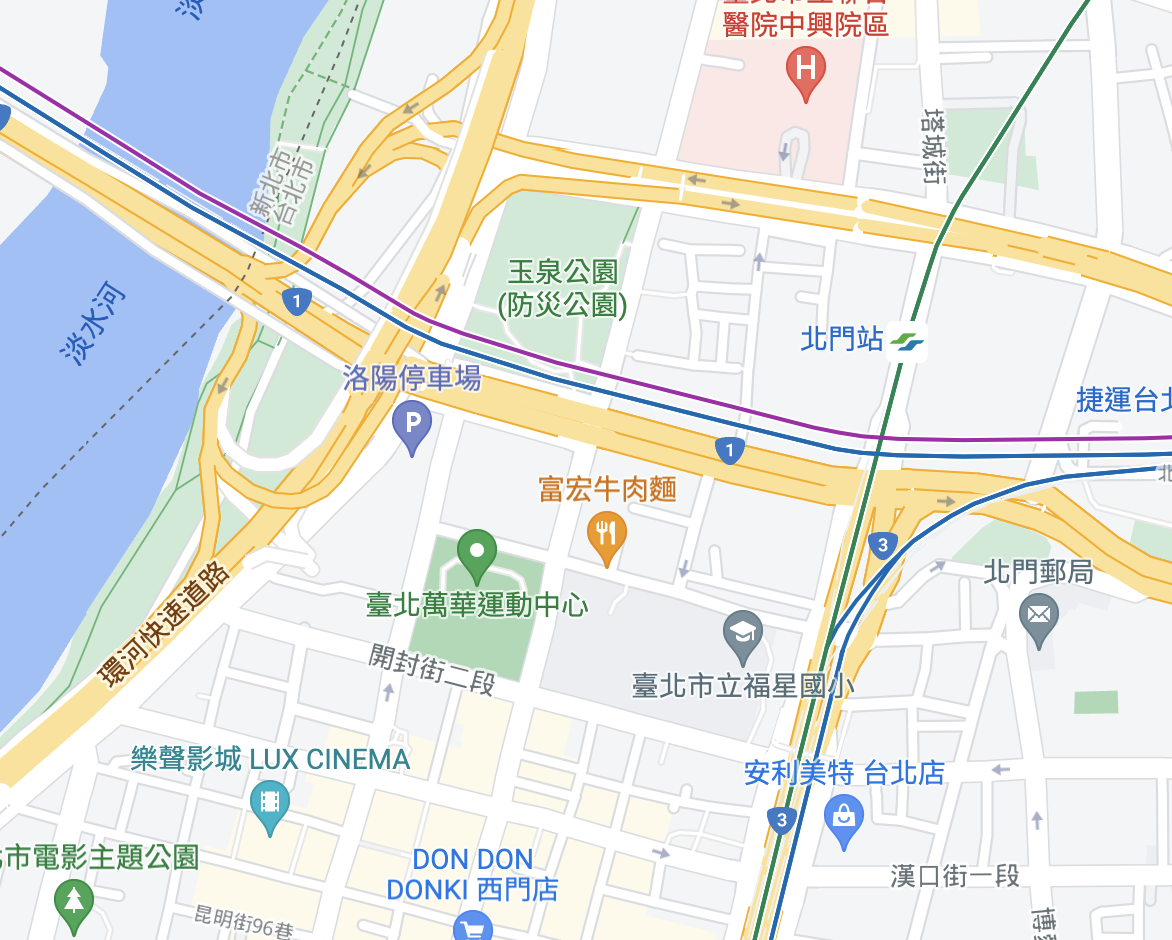 醫院中興院區
H
塔城街
新北市
台北市
玉泉公園
(防災公園)
1
淡水河
北門站
洛陽停車場
P
捷運台北
1
富宏牛肉麵
3
北門郵局
臺北萬華運動中心
環河快速道路
開封街二段
臺北市立福星國小
樂聲影城 LUX CINEMA
安利美特 台北店
3
市電影主題公園
DON DON
DONKI 西門店
漢口街一段
昆明街96巷